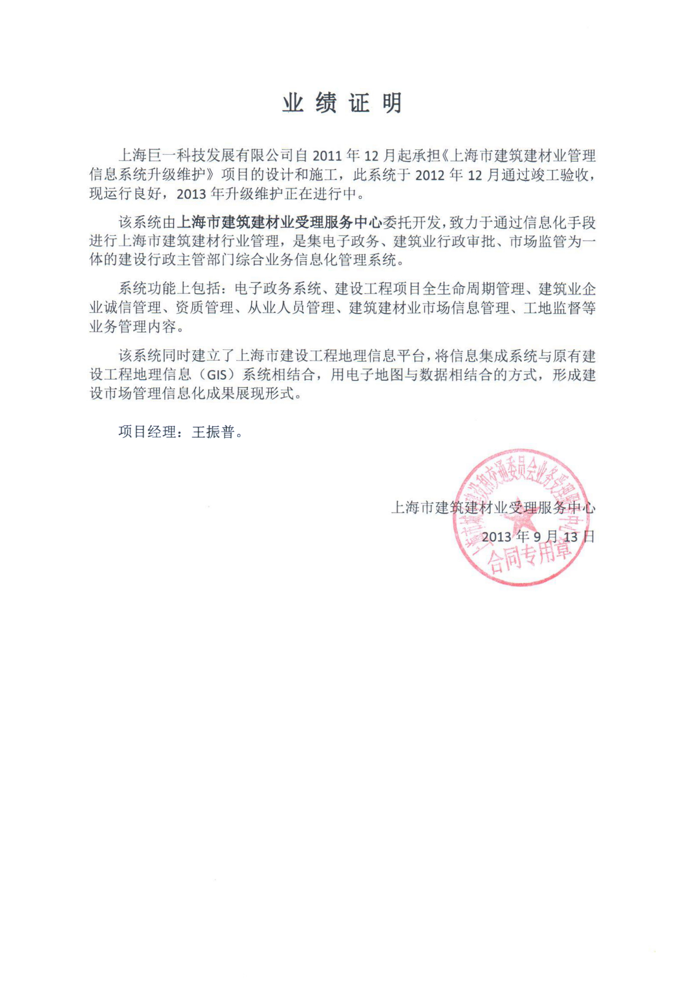 业绩证明
上海巨一科技发展有限公司自 2011 年 12 月起承担《上海市建筑建材业管理
信息系统升级维护》项目的设计和施工，此系统于 2012 年 12 月通过竣工验收，
现运行良好，2013 年升级维护正在进行中。
该系统由上海市建筑建材业受理服务中心委托开发，致力于通过信息化手段
进行上海市建筑建材行业管理，是集电子政务、建筑业行政审批、市场监管为一
体的建设行政主管部门综合业务信息化管理系统。
系统功能上包括：电子政务系统、建设工程项目全生命周期管理、建筑业企
业诚信管理、资质管理、从业人员管理、建筑建材业市场信息管理、工地监督等
业务管理内容。
该系统同时建立了上海市建设工程地理信息平台，将信息集成系统与原有建
设工程地理信息（GIS）系统相结合，用电子地图与数据相结合的方式，形成建
设市场管理信息化成果展现形式。
项目经理：王振普。
上海市建筑建材业受理服务中心
2013 年 9 月 13 日
上海市城乡建设和交通委员会业务受理服务中心
合同专用章